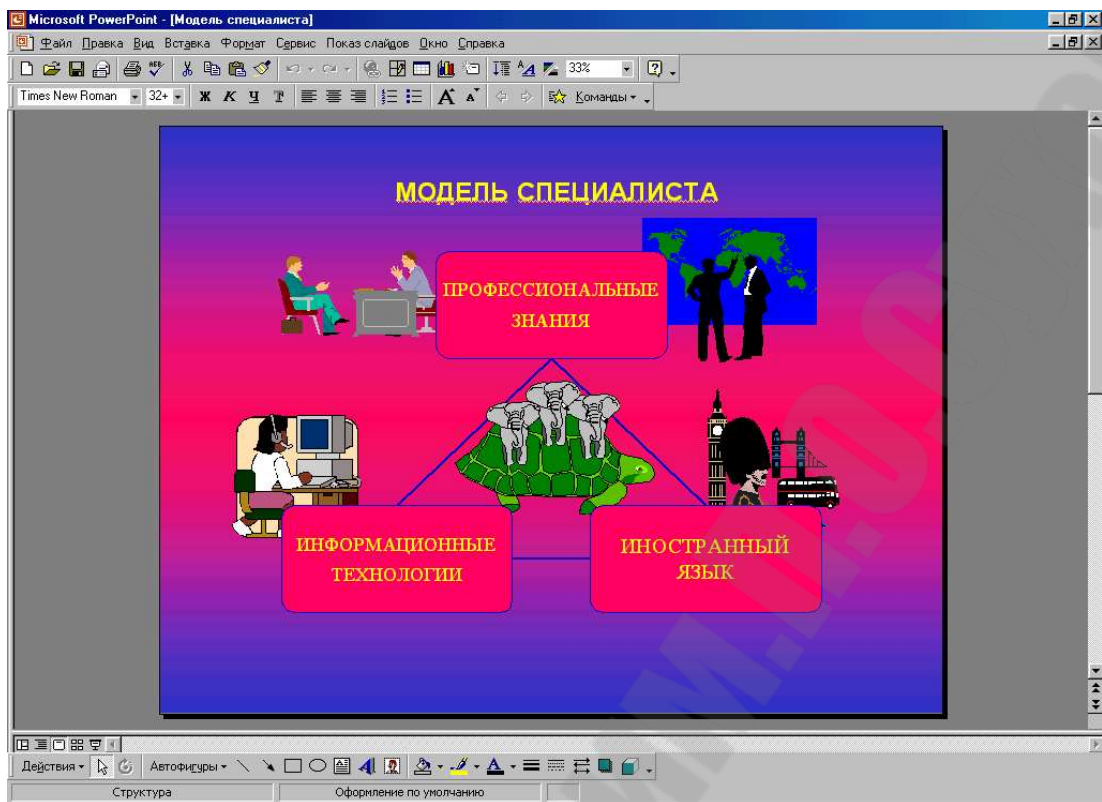 Microsoft PowerPoint - [Модель специалиста]
Файл Правка Вид Вставка Формат Сервис Показ слайдов Окно Справка
33%
Times New Roman 32+ Ж К Ч Команды
МОДЕЛЬ СПЕЦИАЛИСТА
ПРОФЕССИОНАЛЬНЫЕ
ЗНАНИЯ
ИНФОРМАЦИОННЫЕ
ТЕХНОЛОГИИ
ИНОСТРАННЫЙ
ЯЗЫК
Действия Автофигуры
Структура Оформление по умолчанию